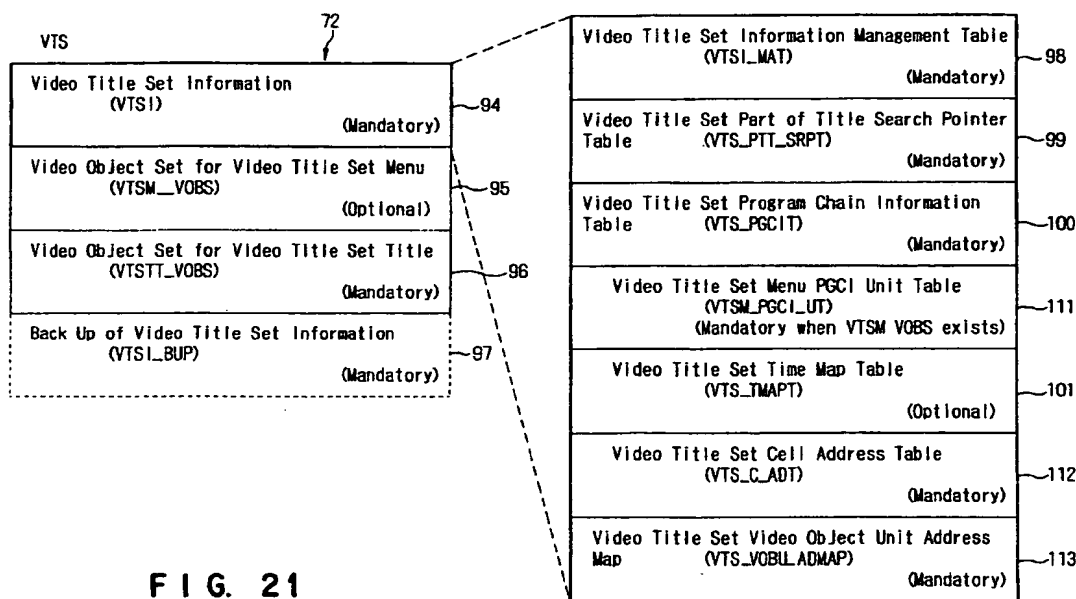 VTS
72
Video Title Set Information
(VTSI)
(Mandatory)
94
Video Object Set for Video Title Set Menu
(VTSM__VOBS)
(Optional)
95
Video Object Set for Video Title Set Title
(VTSTT_VOBS)
(Mandatory)
96
Back Up of Video Title Set Information
(VTSI_BUP)
(Mandatory)
97
Video Title Set Information Management Table
(VTSI_MAT)
(Mandatory)
98
Video Title Set Part of Title Search Pointer
Table (VTS_PTT_SRPT)
(Mandatory)
99
Video Title Set Program Chain Information
Table (VTS_PGCIT)
(Mandatory)
100
Video Title Set Menu PGCI Unit Table
(VTSM_PGCI_UT)
(Mandatory when VTSM VOBS exists)
111
Video Title Set Time Map Table
(VTS_TMAPT)
(Optional)
101
Video Title Set Cell Address Table
(VTS_C_ADT)
(Mandatory)
112
Video Title Set Video Object Unit Address
Map (VTS_VOBU_ADMAP)
(Mandatory)
113
FIG. 21